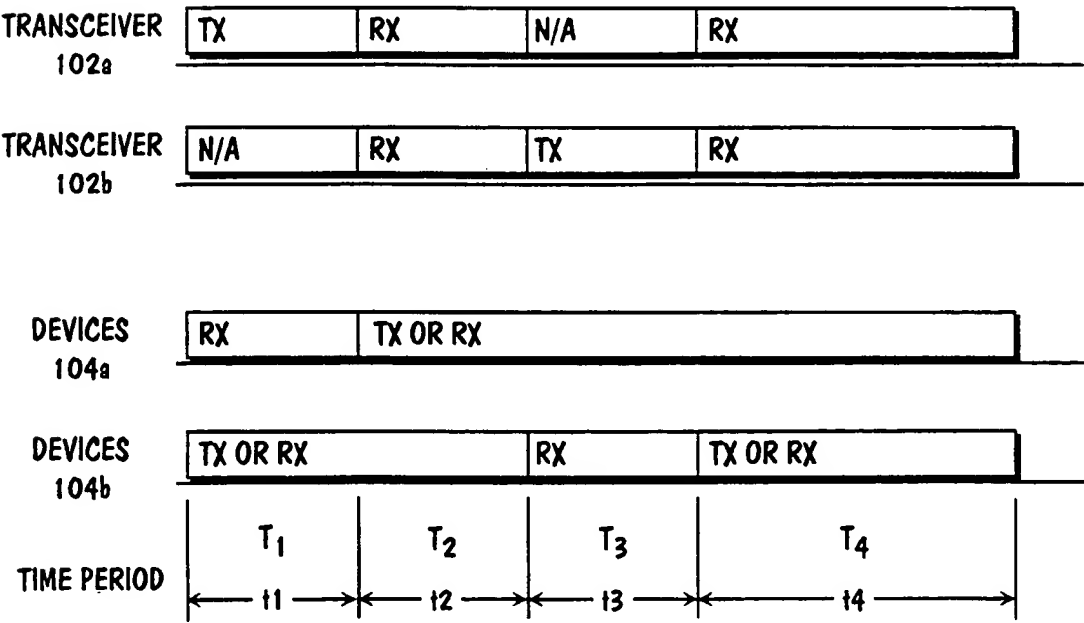 TRANSCEIVER 102a TX RX N/A RX
TRANSCEIVER 102b N/A RX TX RX
DEVICES 104a RX TX OR RX
DEVICES 104b TX OR RX RX TX OR RX
T1 T2 T3 T4
TIME PERIOD t1 t2 t3 t4